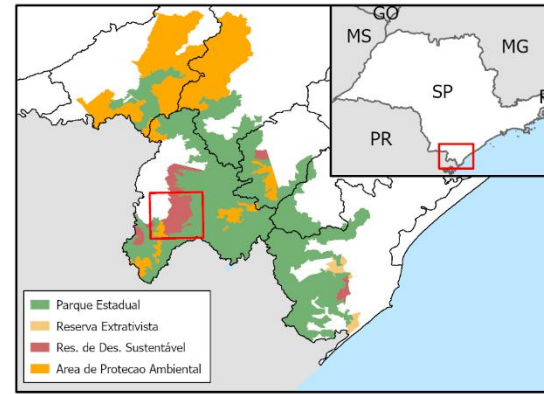 GO
MS
MG
SP
R
PR
Parque Estadual
Reserva Extrativista
Res. de Des. Sustentável
Area de Protecao Ambiental